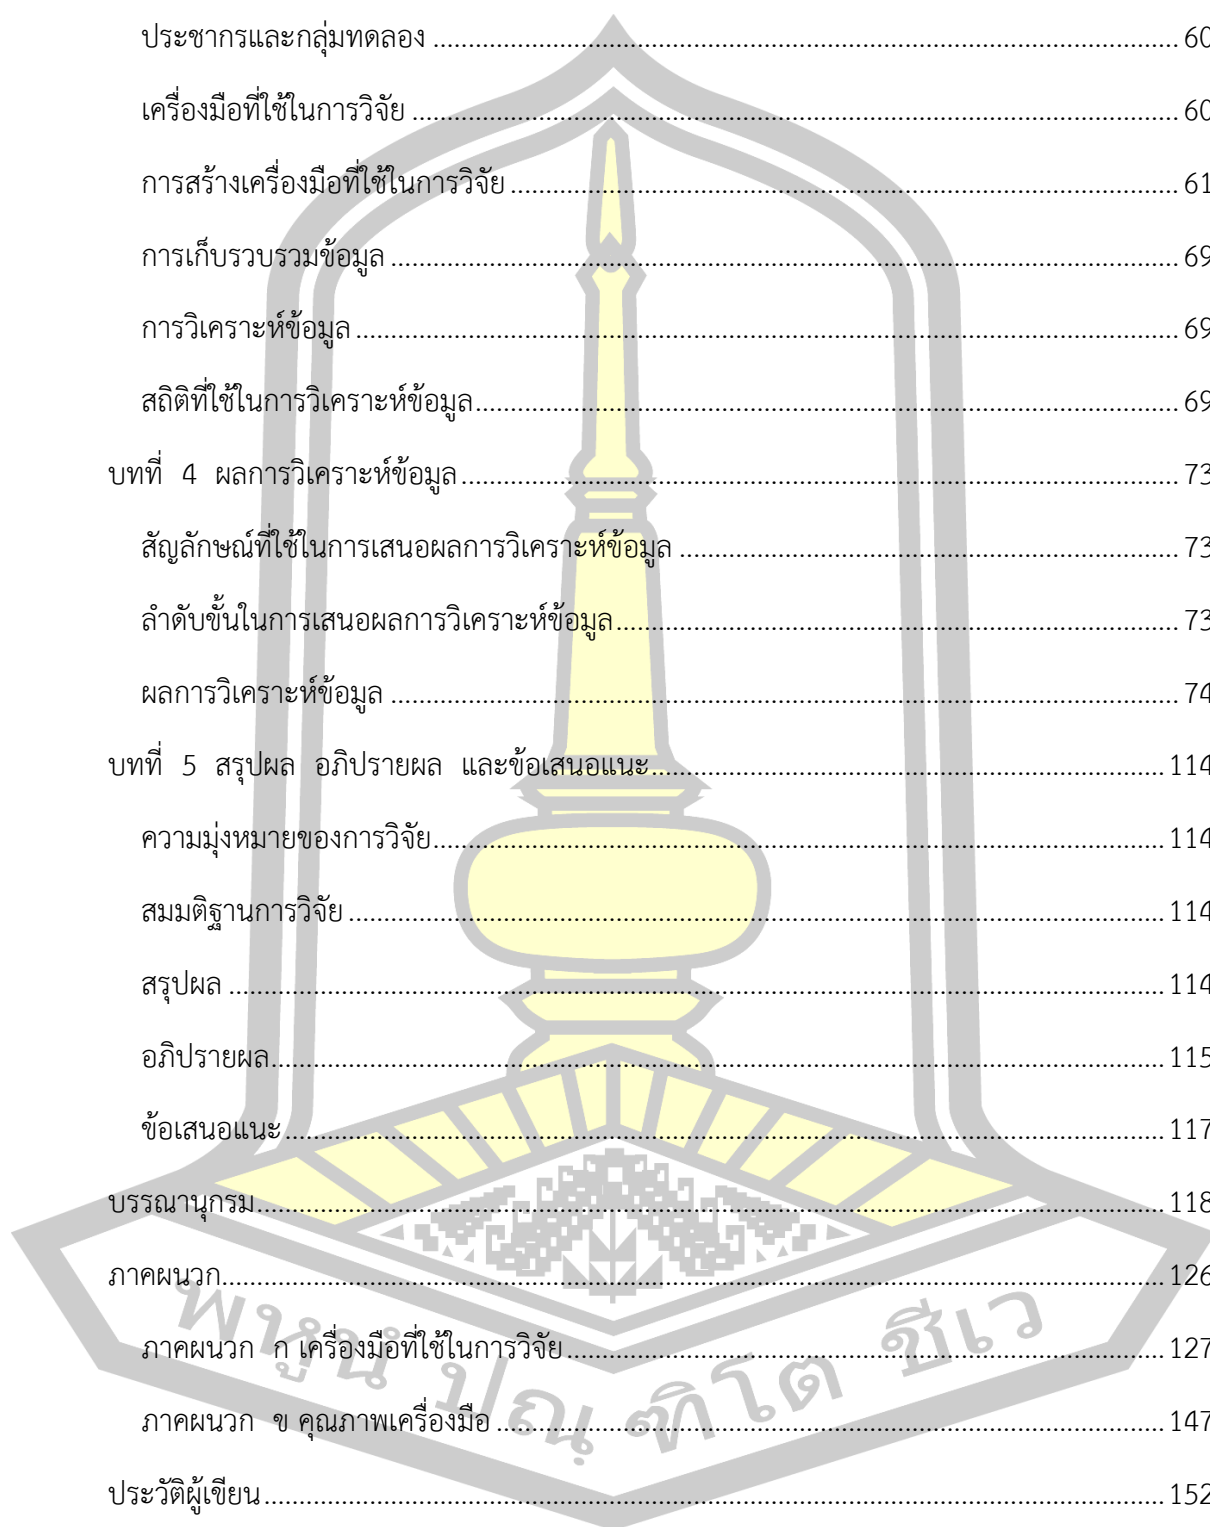 ประชากรและกลุ่มทดลอง ........ 60
เครื่องมือที่ใช้ในการวิจัย ........ 60
การสร้างเครื่องมือที่ใช้ในการวิจัย ........ 61
การเก็บรวบรวมข้อมูล ........ 69
การวิเคราะห์ข้อมูล ........ 69
สถิติที่ใช้ในการวิเคราะห์ข้อมูล ........ 69
บทที่ 4 ผลการวิเคราะห์ข้อมูล ........ 73
สัญลักษณ์ที่ใช้ในการเสนอผลการวิเคราะห์ข้อมูล ........ 73
ลำดับขั้นในการเสนอผลการวิเคราะห์ข้อมูล ........ 73
ผลการวิเคราะห์ข้อมูล ........ 74
บทที่ 5 สรุปผล อภิปรายผล และข้อเสนอแนะ ........ 114
ความมุ่งหมายของการวิจัย ........ 114
สมมติฐานการวิจัย ........ 114
สรุปผล ........ 114
อภิปรายผล ........ 115
ข้อเสนอแนะ ........ 117
บรรณานุกรม ........ 118
ภาคผนวก ........ 126
ภาคผนวก ก เครื่องมือที่ใช้ในการวิจัย ........ 127
ภาคผนวก ข คุณภาพเครื่องมือ ........ 147
ประวัติผู้เขียน ........ 152
พหูนํ ปณฺฑิโต ชีเว